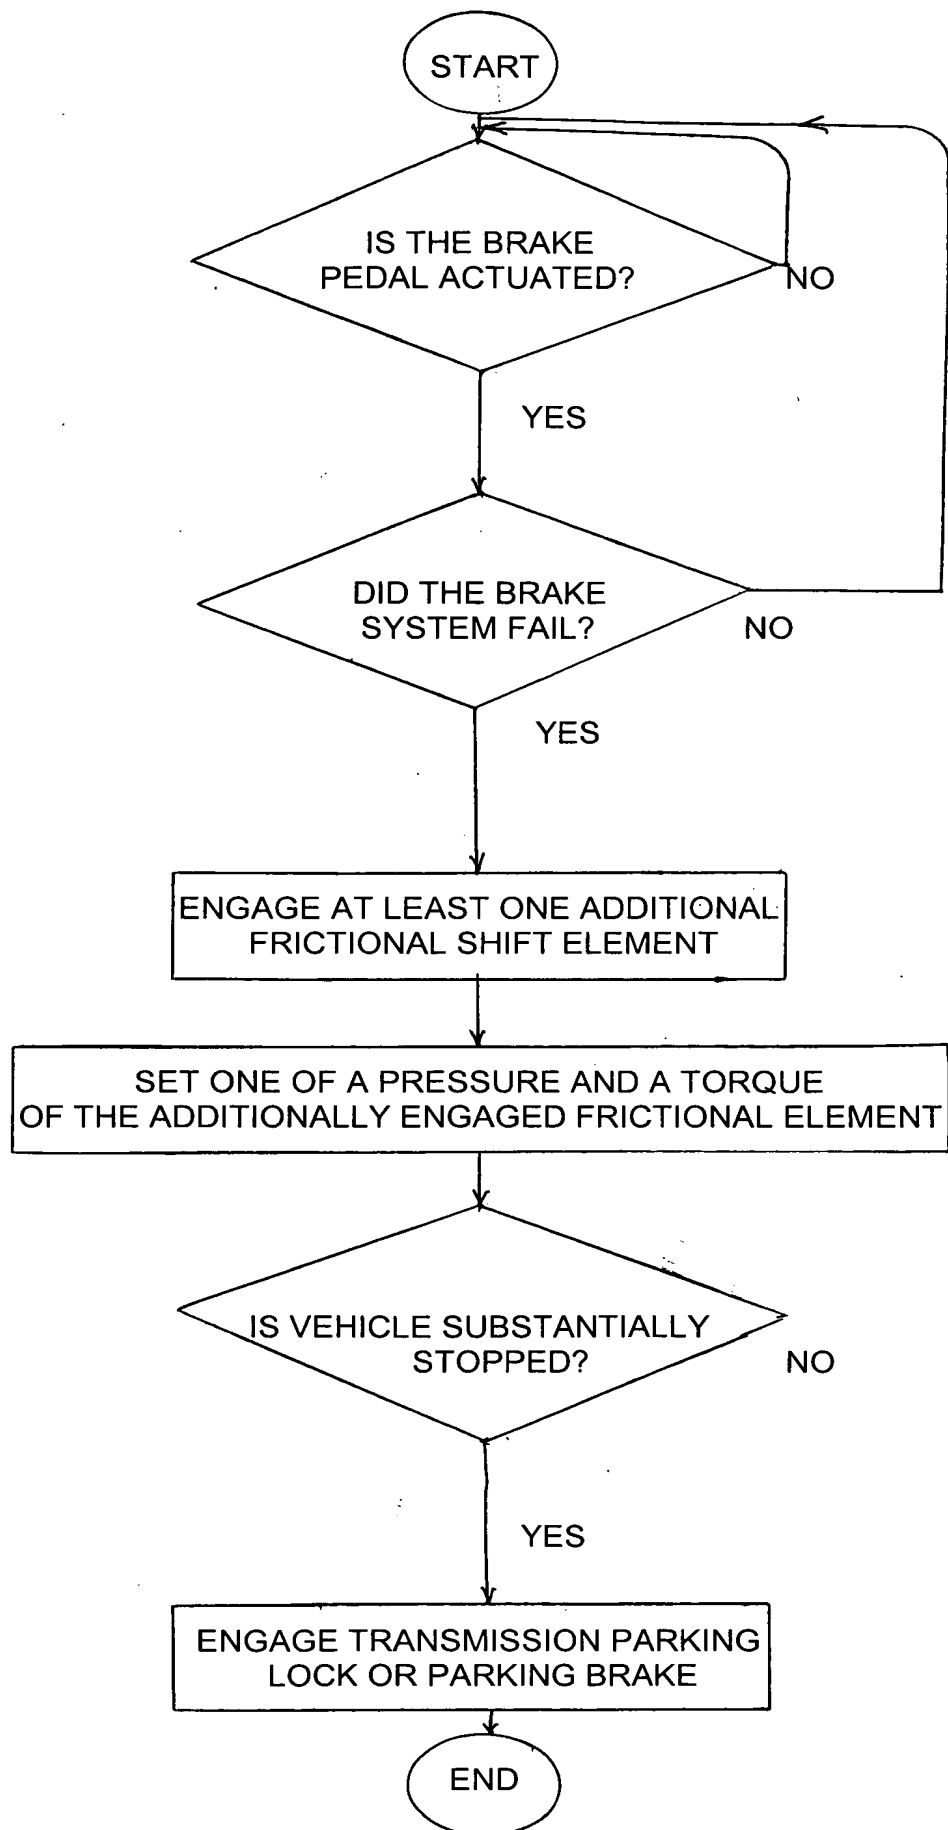 START
IS THE BRAKE
PEDAL ACTUATED?
NO
YES
DID THE BRAKE
SYSTEM FAIL?
NO
YES
ENGAGE AT LEAST ONE ADDITIONAL
FRICTIONAL SHIFT ELEMENT
SET ONE OF A PRESSURE AND A TORQUE
OF THE ADDITIONALLY ENGAGED FRICTIONAL ELEMENT
IS VEHICLE SUBSTANTIALLY
STOPPED?
NO
YES
ENGAGE TRANSMISSION PARKING
LOCK OR PARKING BRAKE
END